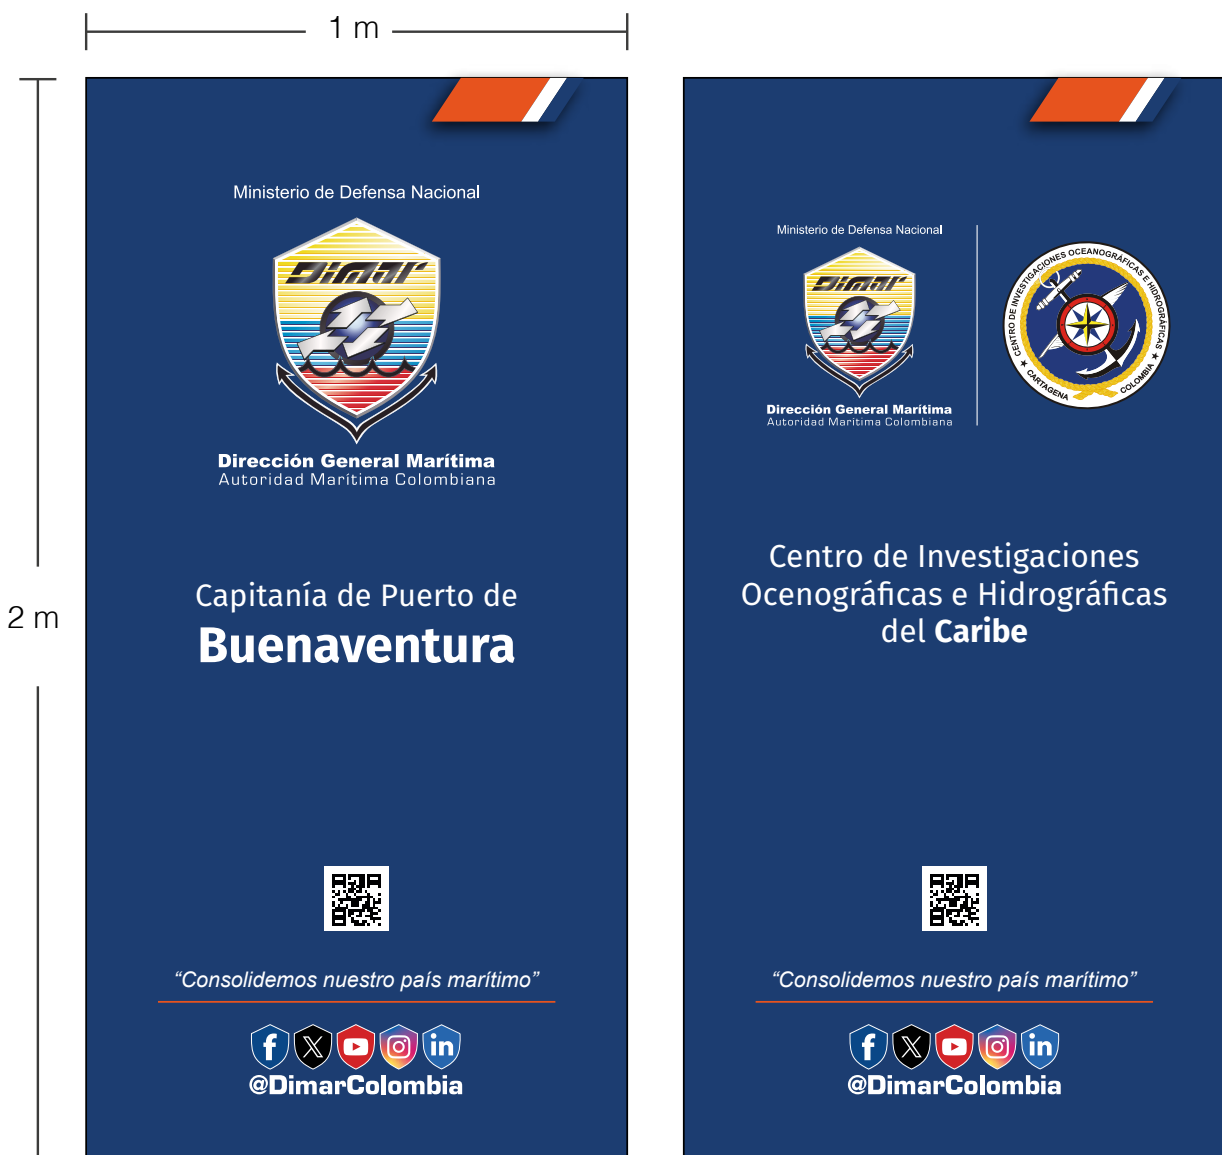 1 m
2 m
Ministerio de Defensa Nacional
Dimar
Dirección General Marítima
Autoridad Marítima Colombiana
Capitanía de Puerto de
Buenaventura
“Consolidemos nuestro país marítimo”
@DimarColombia
Ministerio de Defensa Nacional
Dimar
Dirección General Marítima
Autoridad Marítima Colombiana
CENTRO DE INVESTIGACIONES OCEANOGRÁFICAS E HIDROGRÁFICAS
CARTAGENA COLOMBIA
Centro de Investigaciones
Ocenográficas e Hidrográficas
del Caribe
“Consolidemos nuestro país marítimo”
@DimarColombia